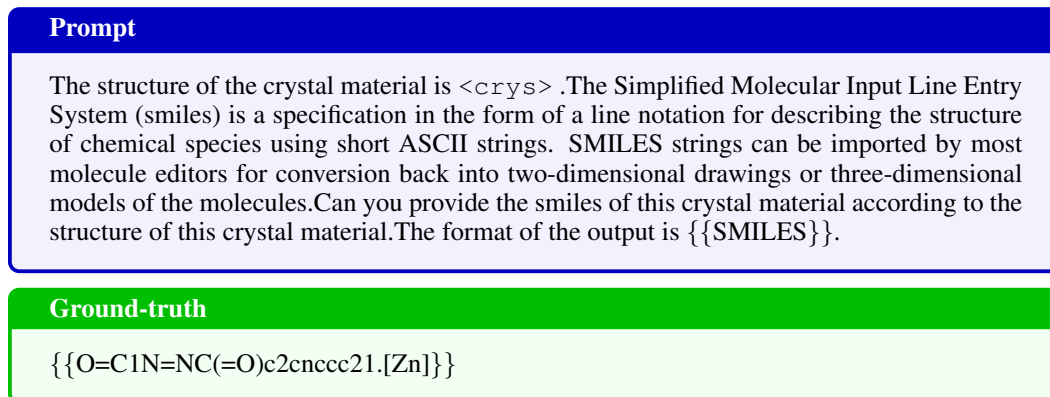 Prompt
The structure of the crystal material is <crys> .The Simplified Molecular Input Line Entry
System (smiles) is a specification in the form of a line notation for describing the structure
of chemical species using short ASCII strings. SMILES strings can be imported by most
molecule editors for conversion back into two-dimensional drawings or three-dimensional
models of the molecules.Can you provide the smiles of this crystal material according to the
structure of this crystal material.The format of the output is {{SMILES}}.
Ground-truth
{{O=C1N=NC(=O)c2cnccc21.[Zn]}}